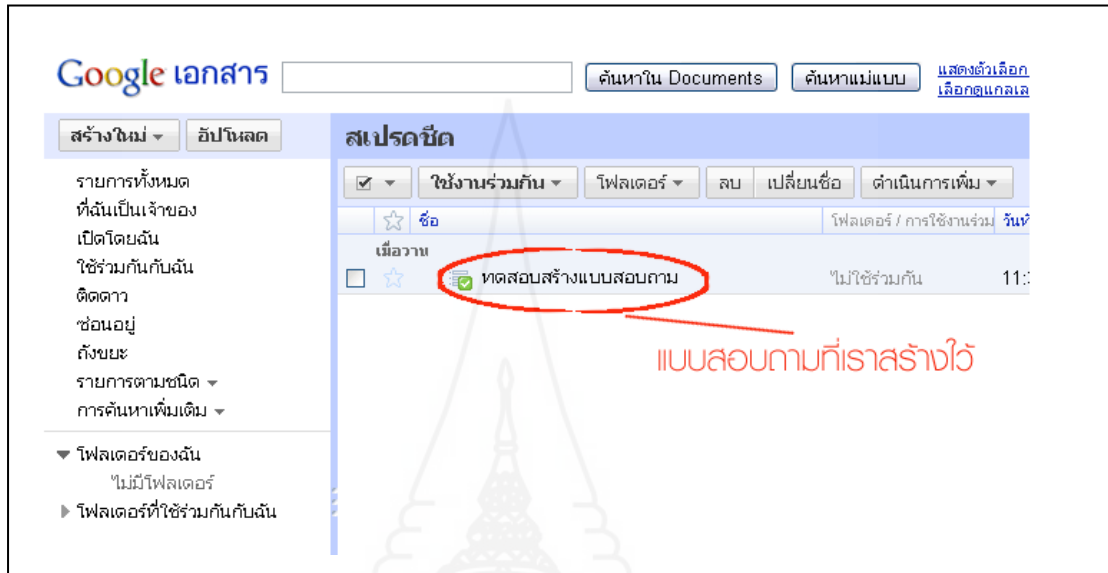 Google เอกสาร
ค้นหาใน Documents ค้นหาแม่แบบ
แสดงตัวเลือก
สร้างใหม่ อัปโหลด
สเปรดชีต
ใช้งานร่วมกัน โฟลเดอร์ ลบ เปลี่ยนชื่อ ดำเนินการเพิ่ม
ชื่อ โฟลเดอร์ / การใช้งานร่วม วันที่
เมื่อวาน
ทดสอบสร้างแบบสอบถาม ไม่ใช้ร่วมกัน 11:
แบบสอบถามที่เราสร้างใว้
รายการทั้งหมด
ที่ฉันเป็นเจ้าของ
เปิดโดยฉัน
ใช้ร่วมกันกับฉัน
ติดดาว
ซ่อนอยู่
ถังขยะ
รายการตามชนิด
การค้นหาเพิ่มเติม
โฟลเดอร์ของฉัน
ไม่มีโฟลเดอร์
โฟลเดอร์ที่ใช้ร่วมกันกับฉัน